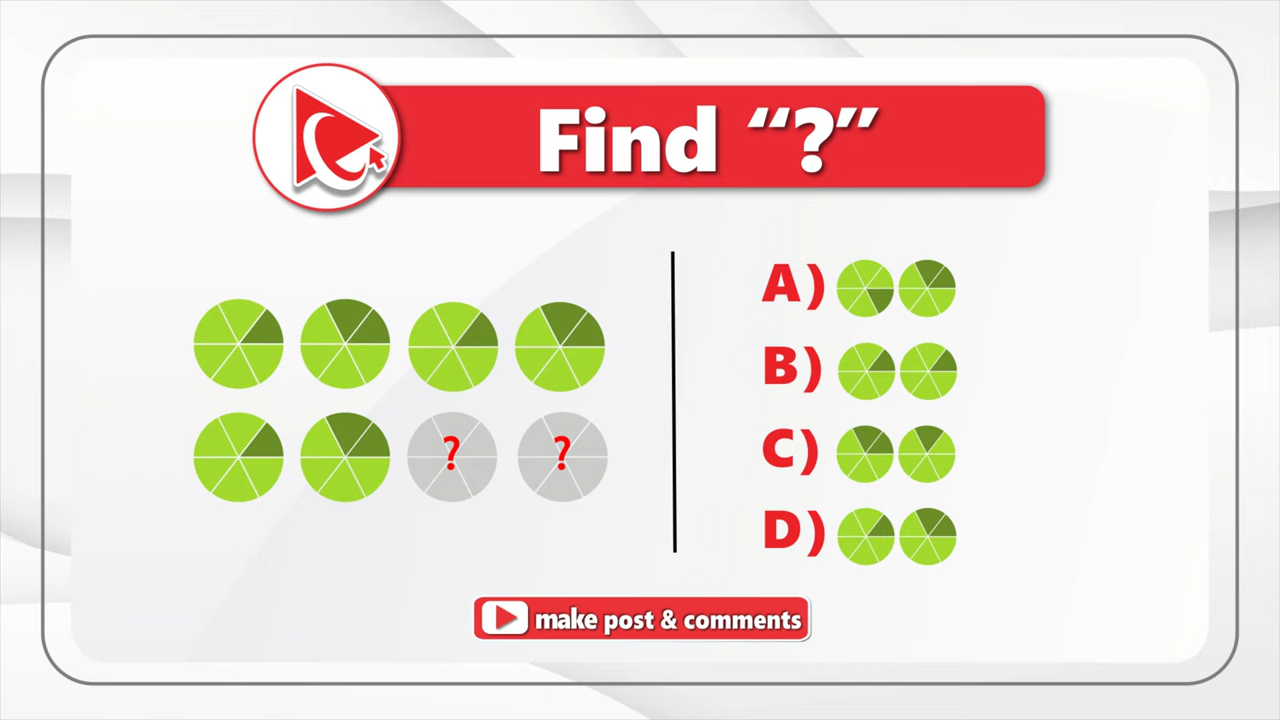 Find “?”
? ?
A)
B)
C)
D)
make post & comments